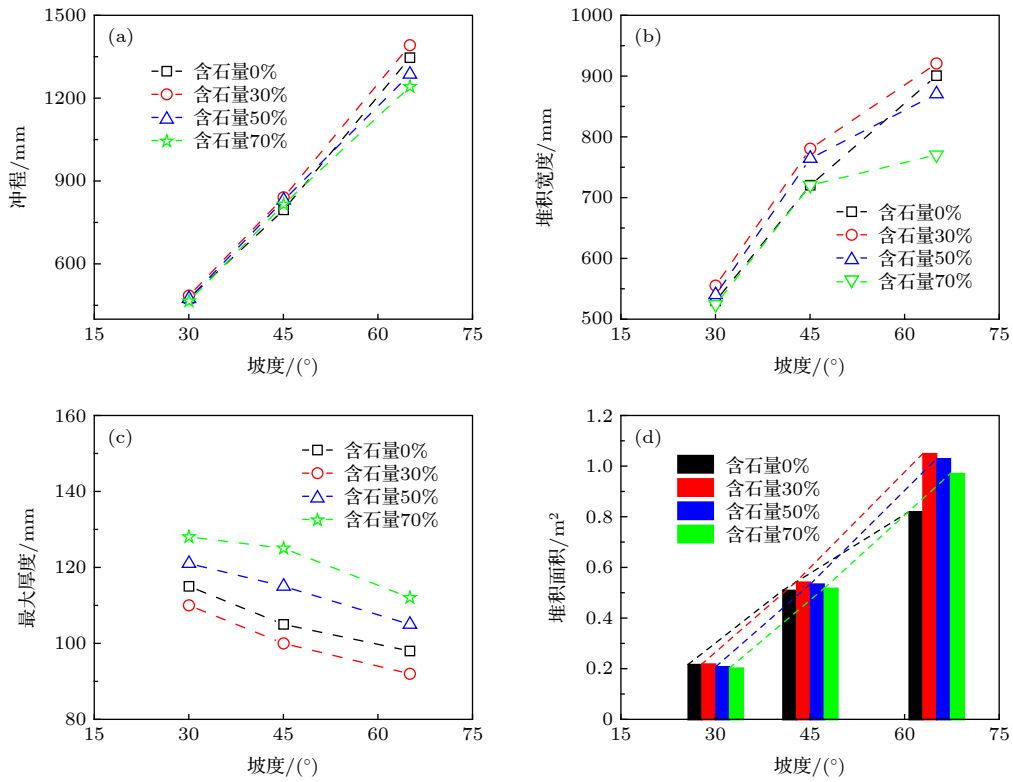 (a)
1500
1200
900
600
冲程/mm
含石量0%
含石量30%
含石量50%
含石量70%
15 30 45 60 75
坡度/(°)
(b)
1000
900
800
700
600
500
堆积宽度/mm
含石量0%
含石量30%
含石量50%
含石量70%
15 30 45 60 75
坡度/(°)
(c)
160
140
120
100
80
最大厚度/mm
含石量0%
含石量30%
含石量50%
含石量70%
15 30 45 60 75
坡度/(°)
(d)
1.2
1.0
0.8
0.6
0.4
0.2
0
堆积面积/m²
含石量0%
含石量30%
含石量50%
含石量70%
15 30 45 60 75
坡度/(°)